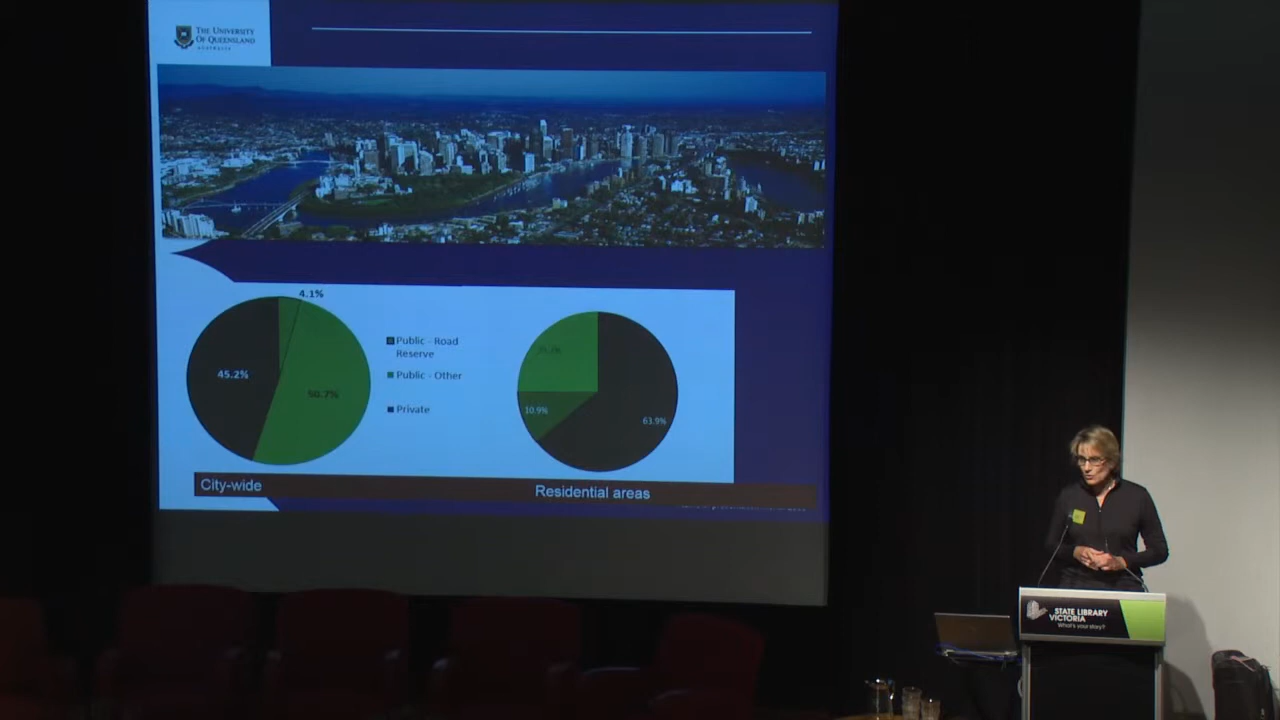 THE UNIVERSITY
OF QUEENSLAND
AUSTRALIA
4.1%
45.2%
50.7%
Public - Road
Reserve
Public - Other
Private
10.9%
63.9%
City-wide
Residential areas
STATE LIBRARY
VICTORIA
What's your story?